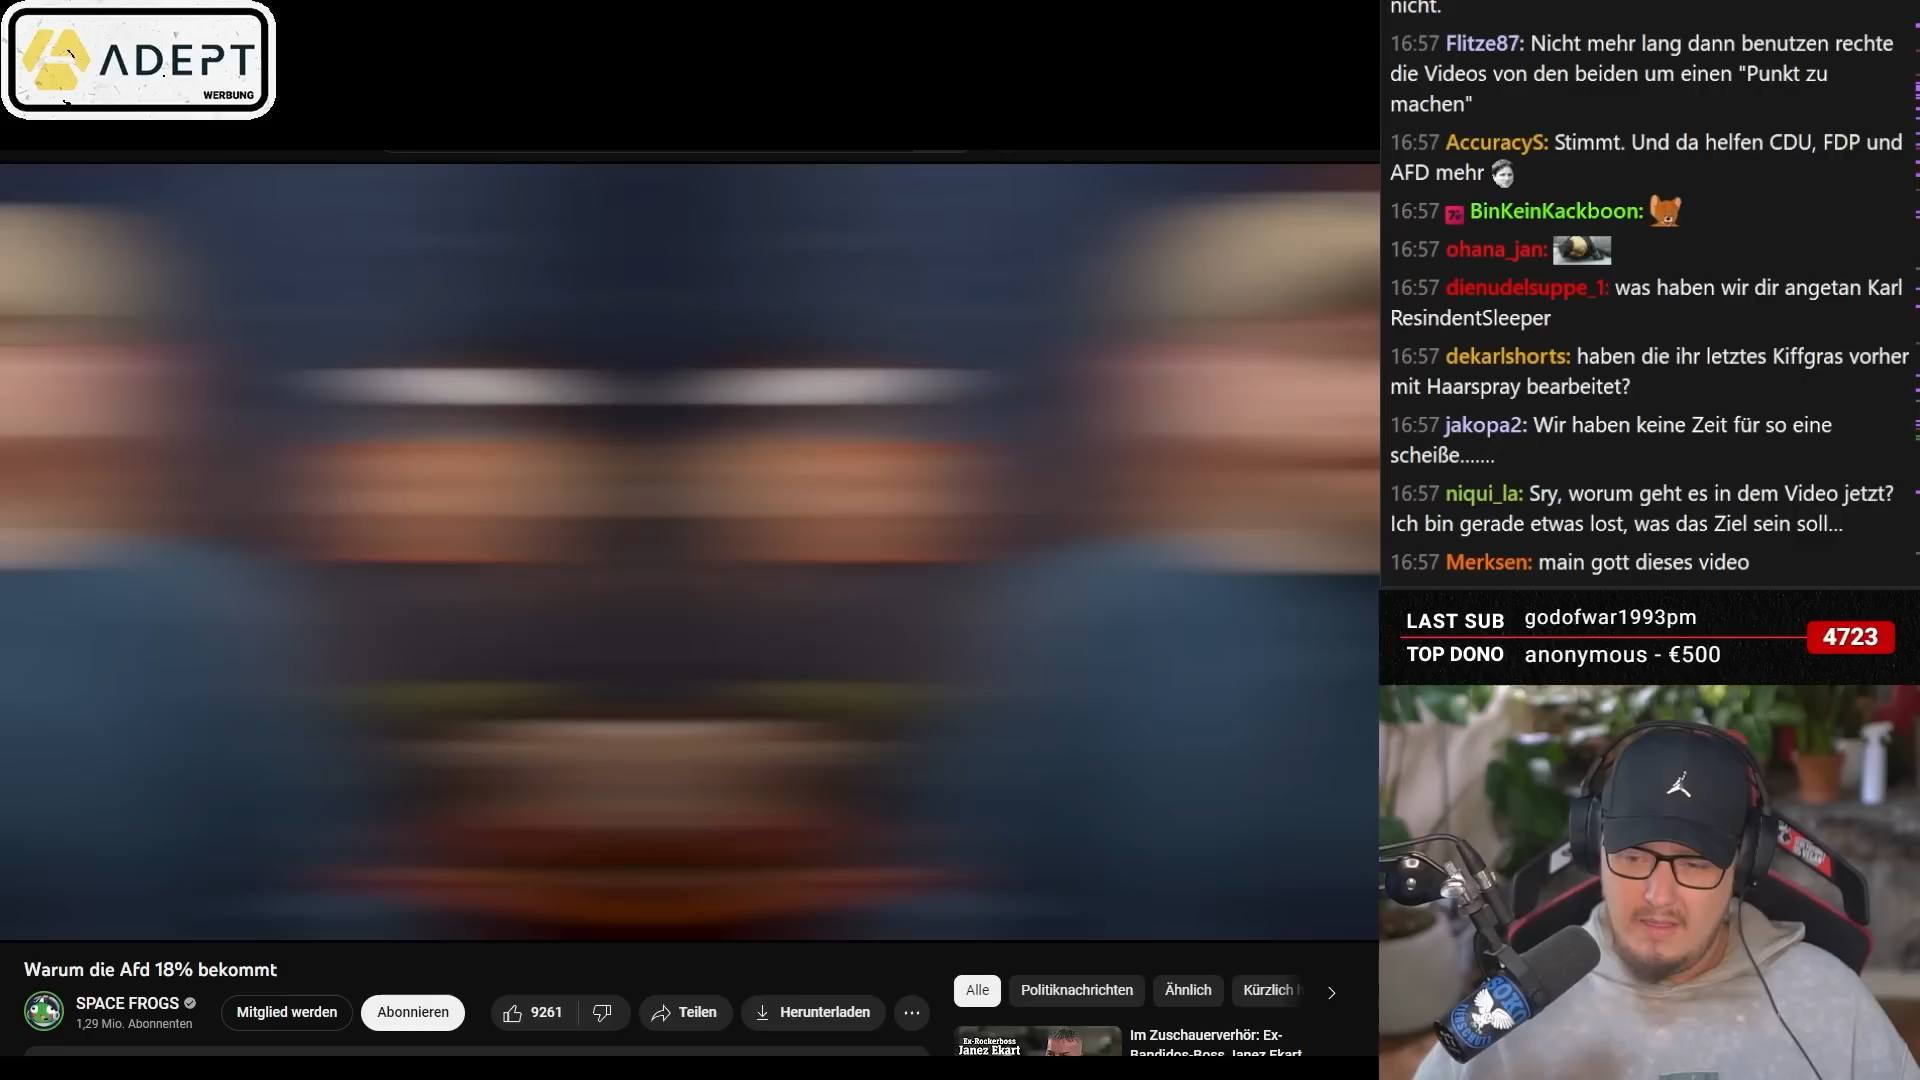 ADEPT
WERBUNG
nicht.
16:57 Flitze87: Nicht mehr lang dann benutzen rechte
die Videos von den beiden um einen "Punkt zu
machen"
16:57 AccuracyS: Stimmt. Und da helfen CDU, FDP und
AFD mehr
16:57 BinKeinKackboon:
16:57 ohana_jan:
16:57 dienudelsuppe_1: was haben wir dir angetan Karl
ResindentSleeper
16:57 dekarlshorts: haben die ihr letztes Kiffgras vorher
mit Haarspray bearbeitet?
16:57 jakopa2: Wir haben keine Zeit für so eine
scheiße.......
16:57 niqui_la: Sry, worum geht es in dem Video jetzt?
Ich bin gerade etwas lost, was das Ziel sein soll...
16:57 Merksen: main gott dieses video
LAST SUB godofwar1993pm
4723
TOP DONO anonymous - €500
Warum die Afd 18% bekommt
SPACE FROGS
1,29 Mio. Abonnenten
Mitglied werden
Abonnieren
9261
Teilen
Herunterladen
Alle
Politiknachrichten
Ähnlich
Kürzlich h
Ex-Rockerboss
Janez Ekart
Im Zuschauerverhör: Ex-
Bandidos-Boss Janez Ekart